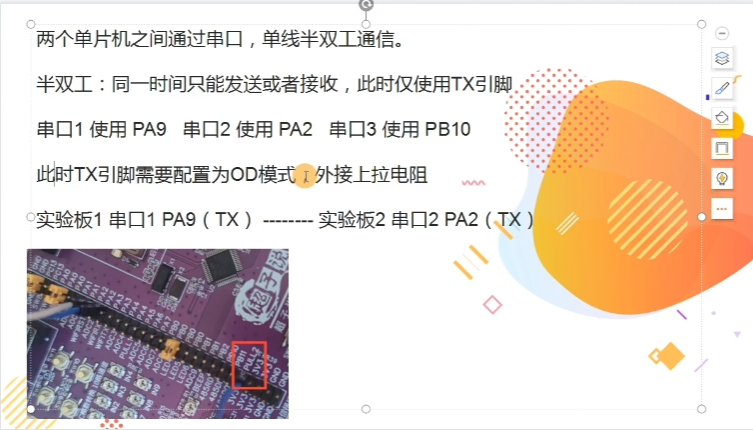 两个单片机之间通过串口，单线半双工通信。
半双工：同一时间只能发送或者接收，此时仅使用TX引脚
串口1 使用 PA9 串口2 使用 PA2 串口3 使用 PB10
此时TX引脚需要配置为OD模式，外接上拉电阻
实验板1 串口1 PA9（TX） -------- 实验板2 串口2 PA2（TX）